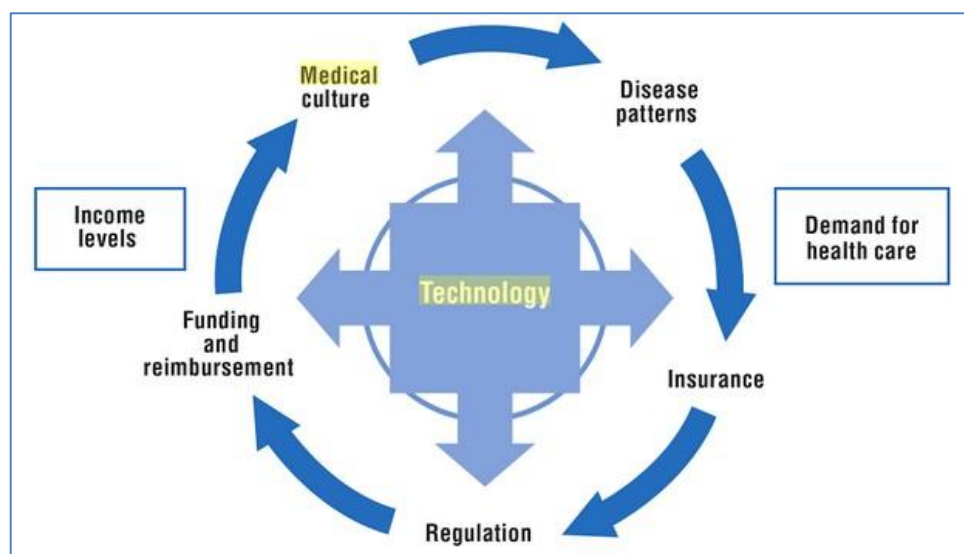 Medical
culture
Disease
patterns
Income
levels
Demand for
health care
Technology
Funding
and
reimbursement
Insurance
Regulation